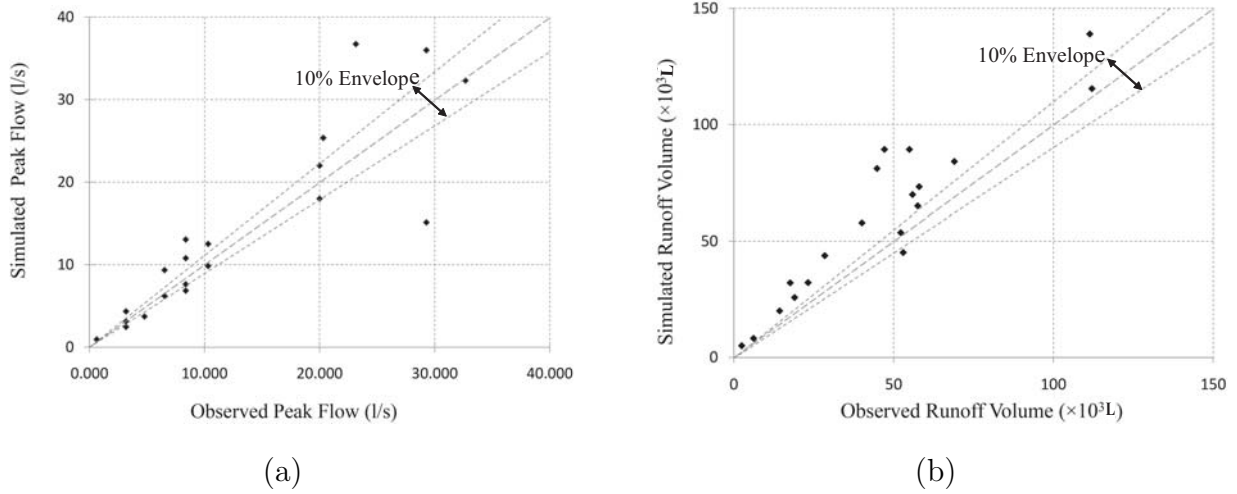 40
30
20
10
0
0.000 10.000 20.000 30.000 40.000
Simulated Peak Flow (l/s)
Observed Peak Flow (l/s)
10% Envelope
(a)
150
100
50
0
0 50 100 150
Simulated Runoff Volume (×10³L)
Observed Runoff Volume (×10³L)
10% Envelope
(b)